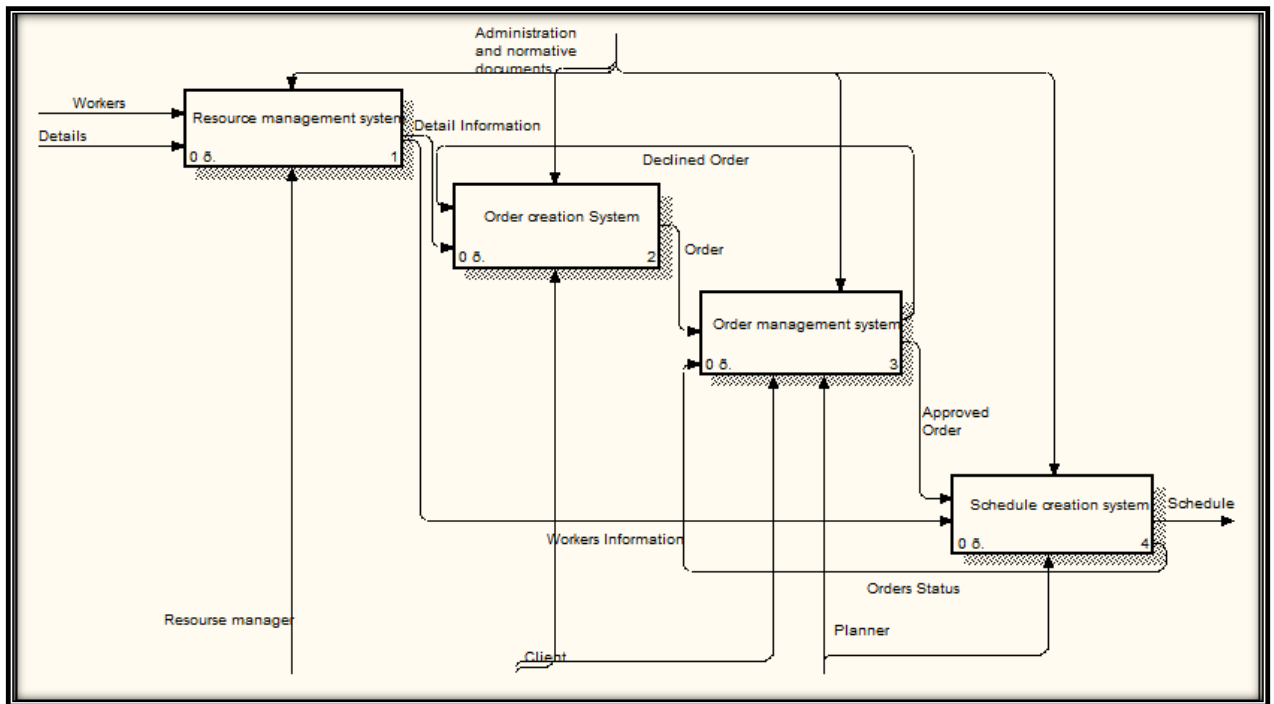 Administration
and normative
documents
Workers
Resource management system
Details
Detail Information
0 ð.
1
Declined Order
Order creation System
Order
0 ð.
2
Order management system
0 ð.
3
Approved
Order
Schedule creation system
Schedule
Workers Information
0 ð.
4
Orders Status
Resourse manager
Planner
Client